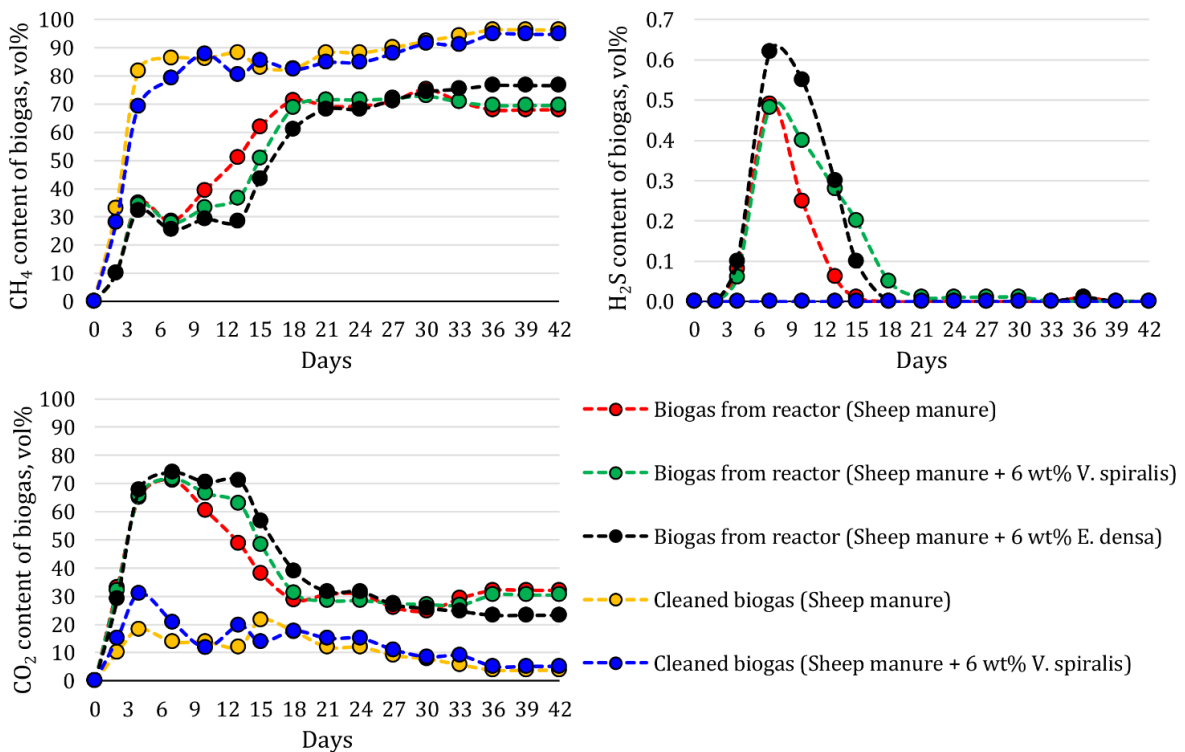 CH₄ content of biogas, vol%
100
90
80
70
60
50
40
30
20
10
0
0 3 6 9 12 15 18 21 24 27 30 33 36 39 42
Days
H₂S content of biogas, vol%
0.7
0.6
0.5
0.4
0.3
0.2
0.1
0.0
0 3 6 9 12 15 18 21 24 27 30 33 36 39 42
Days
CO₂ content of biogas, vol%
100
90
80
70
60
50
40
30
20
10
0
0 3 6 9 12 15 18 21 24 27 30 33 36 39 42
Days
Biogas from reactor (Sheep manure)
Biogas from reactor (Sheep manure + 6 wt% V. spiralis)
Biogas from reactor (Sheep manure + 6 wt% E. densa)
Cleaned biogas (Sheep manure)
Cleaned biogas (Sheep manure + 6 wt% V. spiralis)